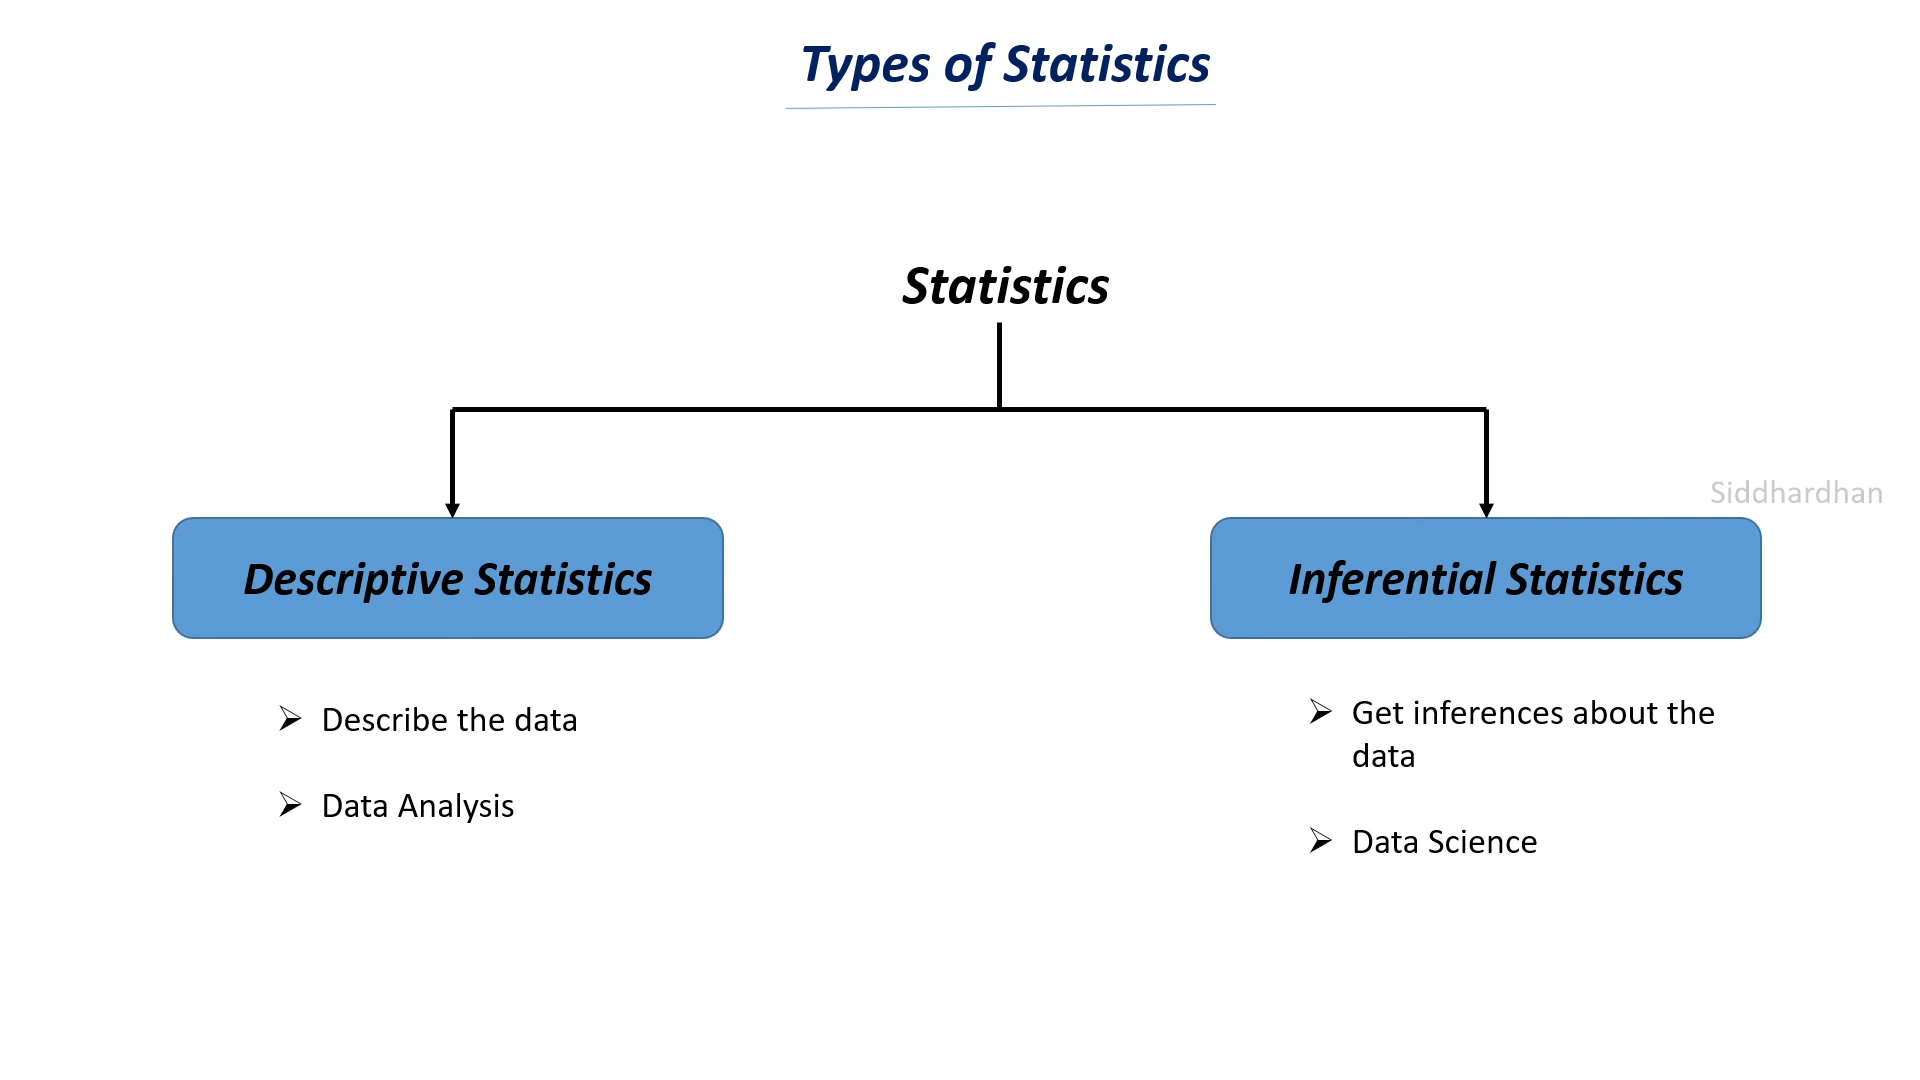 Types of Statistics
Statistics
Siddhardhan
Descriptive Statistics
Inferential Statistics
Describe the data
Data Analysis
Get inferences about the
data
Data Science